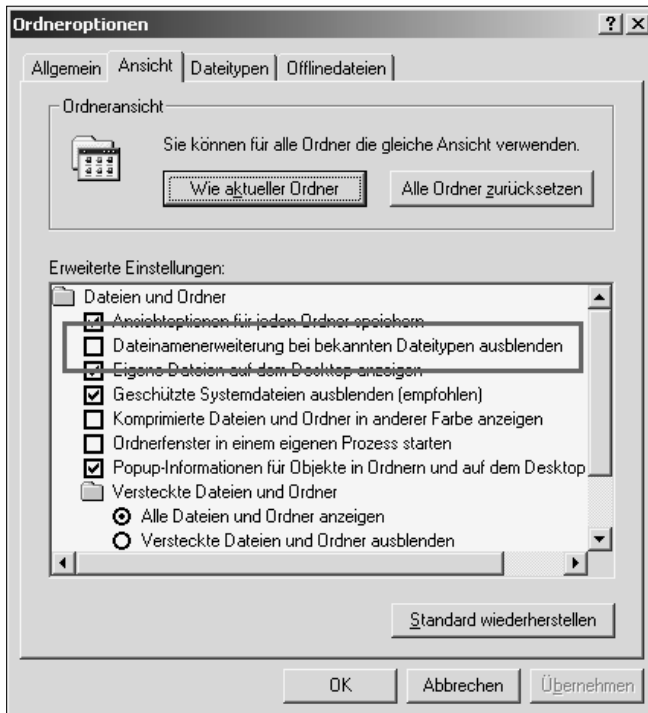 Ordneroptionen
Allgemein Ansicht Dateitypen Offlinedateien
Ordneransicht
Sie können für alle Ordner die gleiche Ansicht verwenden.
Wie aktueller Ordner Alle Ordner zurücksetzen
Erweiterte Einstellungen:
Dateien und Ordner
Ansichtoptionen für jeden Ordner speichern
Dateinamenerweiterung bei bekannten Dateitypen ausblenden
Eigene Dateien auf dem Desktop anzeigen
Geschützte Systemdateien ausblenden (empfohlen)
Komprimierte Dateien und Ordner in anderer Farbe anzeigen
Ordnerfenster in einem eigenen Prozess starten
Popup-Informationen für Objekte in Ordnern und auf dem Desktop
Versteckte Dateien und Ordner
Alle Dateien und Ordner anzeigen
Versteckte Dateien und Ordner ausblenden
Standard wiederherstellen
OK Abbrechen Übernehmen